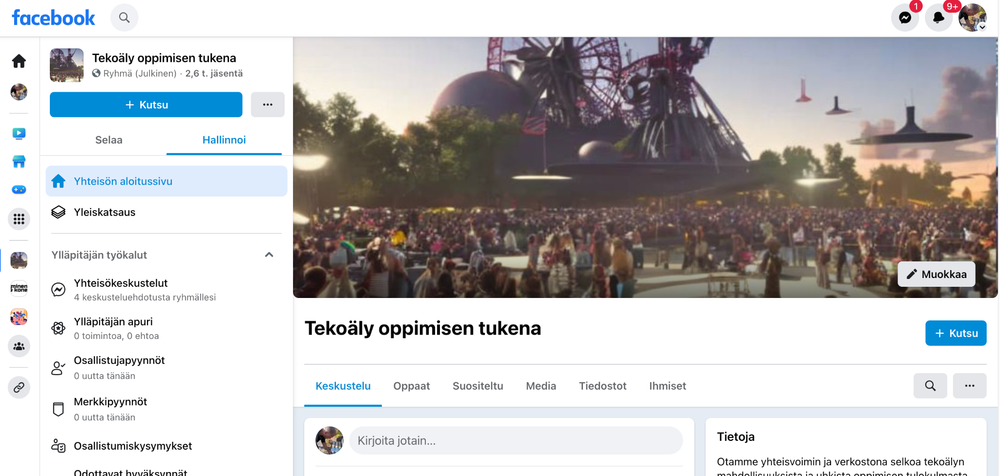 facebook
1
9+
Tekoäly oppimisen tukena
Ryhmä (Julkinen) · 2,6 t. jäsentä
+ Kutsu
Selaa
Hallinnoi
Yhteisön aloitussivu
Yleiskatsaus
Ylläpitäjän työkalut
Yhteisökeskustelut
4 keskusteluehdotusta ryhmällesi
Ylläpitäjän apuri
0 toimintoa, 0 ehtoa
Osallistujapyynnöt
0 uutta tänään
Merkkipyynnöt
0 uutta tänään
Osallistumiskysymykset
Odottavat hyväksynnät
minen
kone
Muokkaa
Tekoäly oppimisen tukena
+ Kutsu
Keskustelu
Oppaat
Suositeltu
Media
Tiedostot
Ihmiset
Kirjoita jotain...
Tietoja
Otamme yhteisvoimin ja verkostona selkoa tekoälyn
mahdollisuuksista ja uhkista oppimisen tulokulmasta